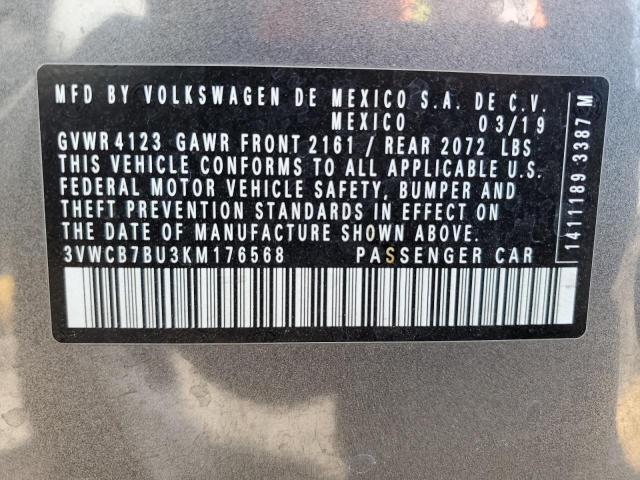 MFD BY VOLKSWAGEN DE MEXICO S.A. DE C.V.
MEXICO 03/19
GVWR 4123 GAWR FRONT 2161 / REAR 2072 LBS
THIS VEHICLE CONFORMS TO ALL APPLICABLE U.S.
FEDERAL MOTOR VEHICLE SAFETY, BUMPER AND
THEFT PREVENTION STANDARDS IN EFFECT ON
THE DATE OF MANUFACTURE SHOWN ABOVE.
3VWCB7BU3KM176568 PASSENGER CAR
1411189 3387 M